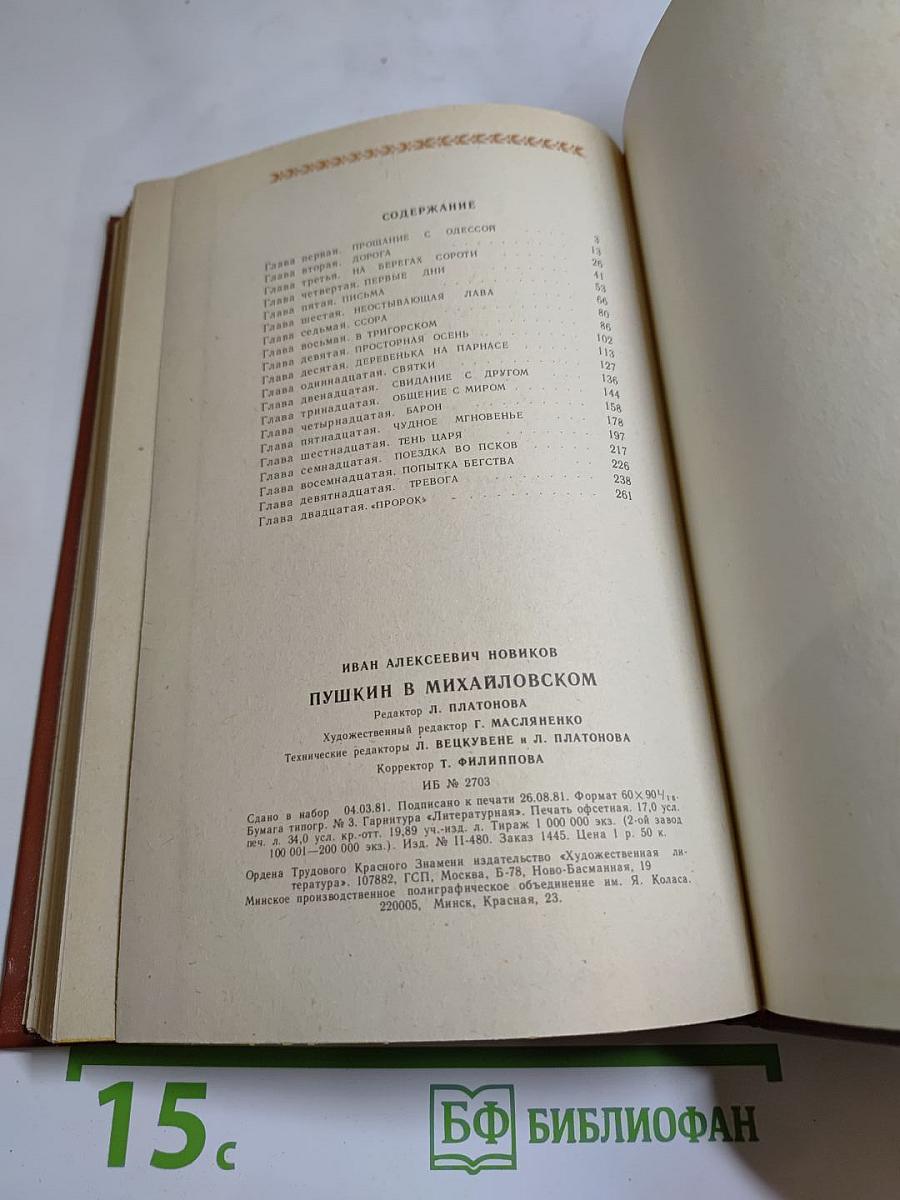 СОДЕРЖАНИЕ
Глава первая. ПРОЩАНИЕ С ОДЕССОЙ 3
Глава вторая. ДОРОГА 13
Глава третья. НА БЕРЕГАХ СОРОТИ 26
Глава четвертая. ПЕРВЫЕ ДНИ 41
Глава пятая. ПИСЬМА 53
Глава шестая. НЕОСТЫВАЮЩАЯ ЛАВА 66
Глава седьмая. ССОРА 80
Глава восьмая. В ТРИГОРСКОМ 86
Глава девятая. ПРОСТОРНАЯ ОСЕНЬ 102
Глава десятая. ДЕРЕВЕНЬКА НА ПАРНАСЕ 113
Глава одиннадцатая. СВЯТКИ 127
Глава двенадцатая. СВИДАНИЕ С ДРУГОМ 136
Глава тринадцатая. ОБЩЕНИЕ С МИРОМ 144
Глава четырнадцатая. БАРОН 158
Глава пятнадцатая. ЧУДНОЕ МГНОВЕНЬЕ 178
Глава шестнадцатая. ТЕНЬ ЦАРЯ 197
Глава семнадцатая. ПОЕЗДКА ВО ПСКОВ 217
Глава восемнадцатая. ПОПЫТКА БЕГСТВА 226
Глава девятнадцатая. ТРЕВОГА 238
Глава двадцатая. «ПРОРОК» 261
ИВАН АЛЕКСЕЕВИЧ НОВИКОВ
ПУШКИН В МИХАЙЛОВСКОМ
Редактор Л. ПЛАТОНОВА
Художественный редактор Г. МАСЛЯНЕНКО
Технические редакторы Л. ВЕЦКУВЕНЕ и Л. ПЛАТОНОВА
Корректор Т. ФИЛИППОВА
ИБ № 2703
Сдано в набор 04.03.81. Подписано к печати 26.08.81. Формат 60×90 1/16.
Бумага типогр. № 3. Гарнитура «Литературная». Печать офсетная. 17,0 усл.
печ. л. 34,0 усл. кр.-отт. 19,89 уч.-изд. л. Тираж 1 000 000 экз. (2-ой завод
100 001—200 000 экз.). Изд. № II-480. Заказ 1445. Цена 1 р. 50 к.
Ордена Трудового Красного Знамени издательство «Художественная ли-
тература». 107882, ГСП, Москва, Б-78, Ново-Басманная, 19
Минское производственное полиграфическое объединение им. Я. Коласа.
220005, Минск, Красная, 23.
15 с
БФ БИБЛИОФАН